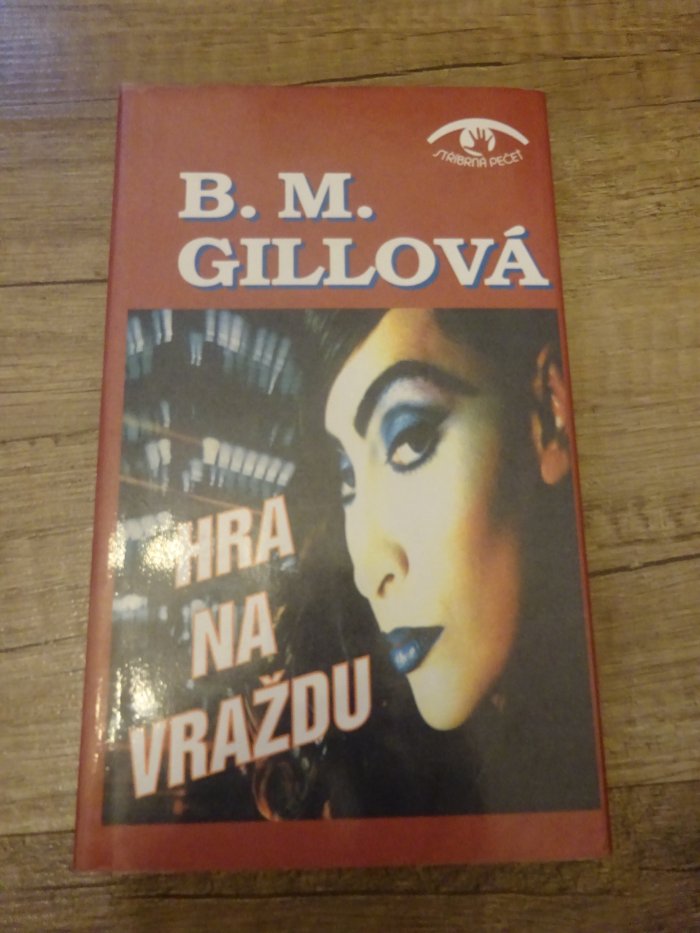 STŘÍBRNÁ PEČEŤ
B. M.
GILLOVÁ
HRA
NA
VRAŽDU